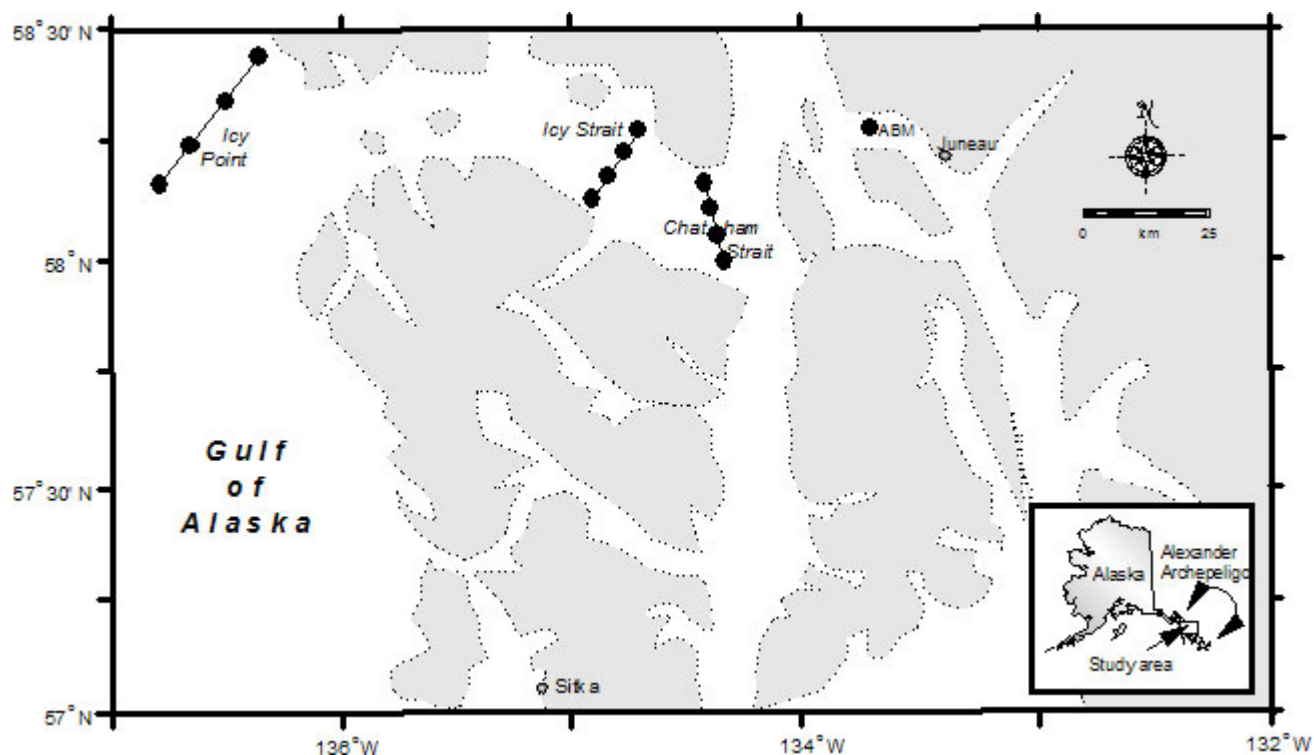 58° 30' N
Icy
Point
Icy Strait
ABM
Juneau
N
0 km 25
Chatham
Strait
58° N
Gulf
of
Alaska
57° 30' N
Alexander
Archepeligo
Alaska
Study area
Sitka
57° N
136°W
134°W
132°W